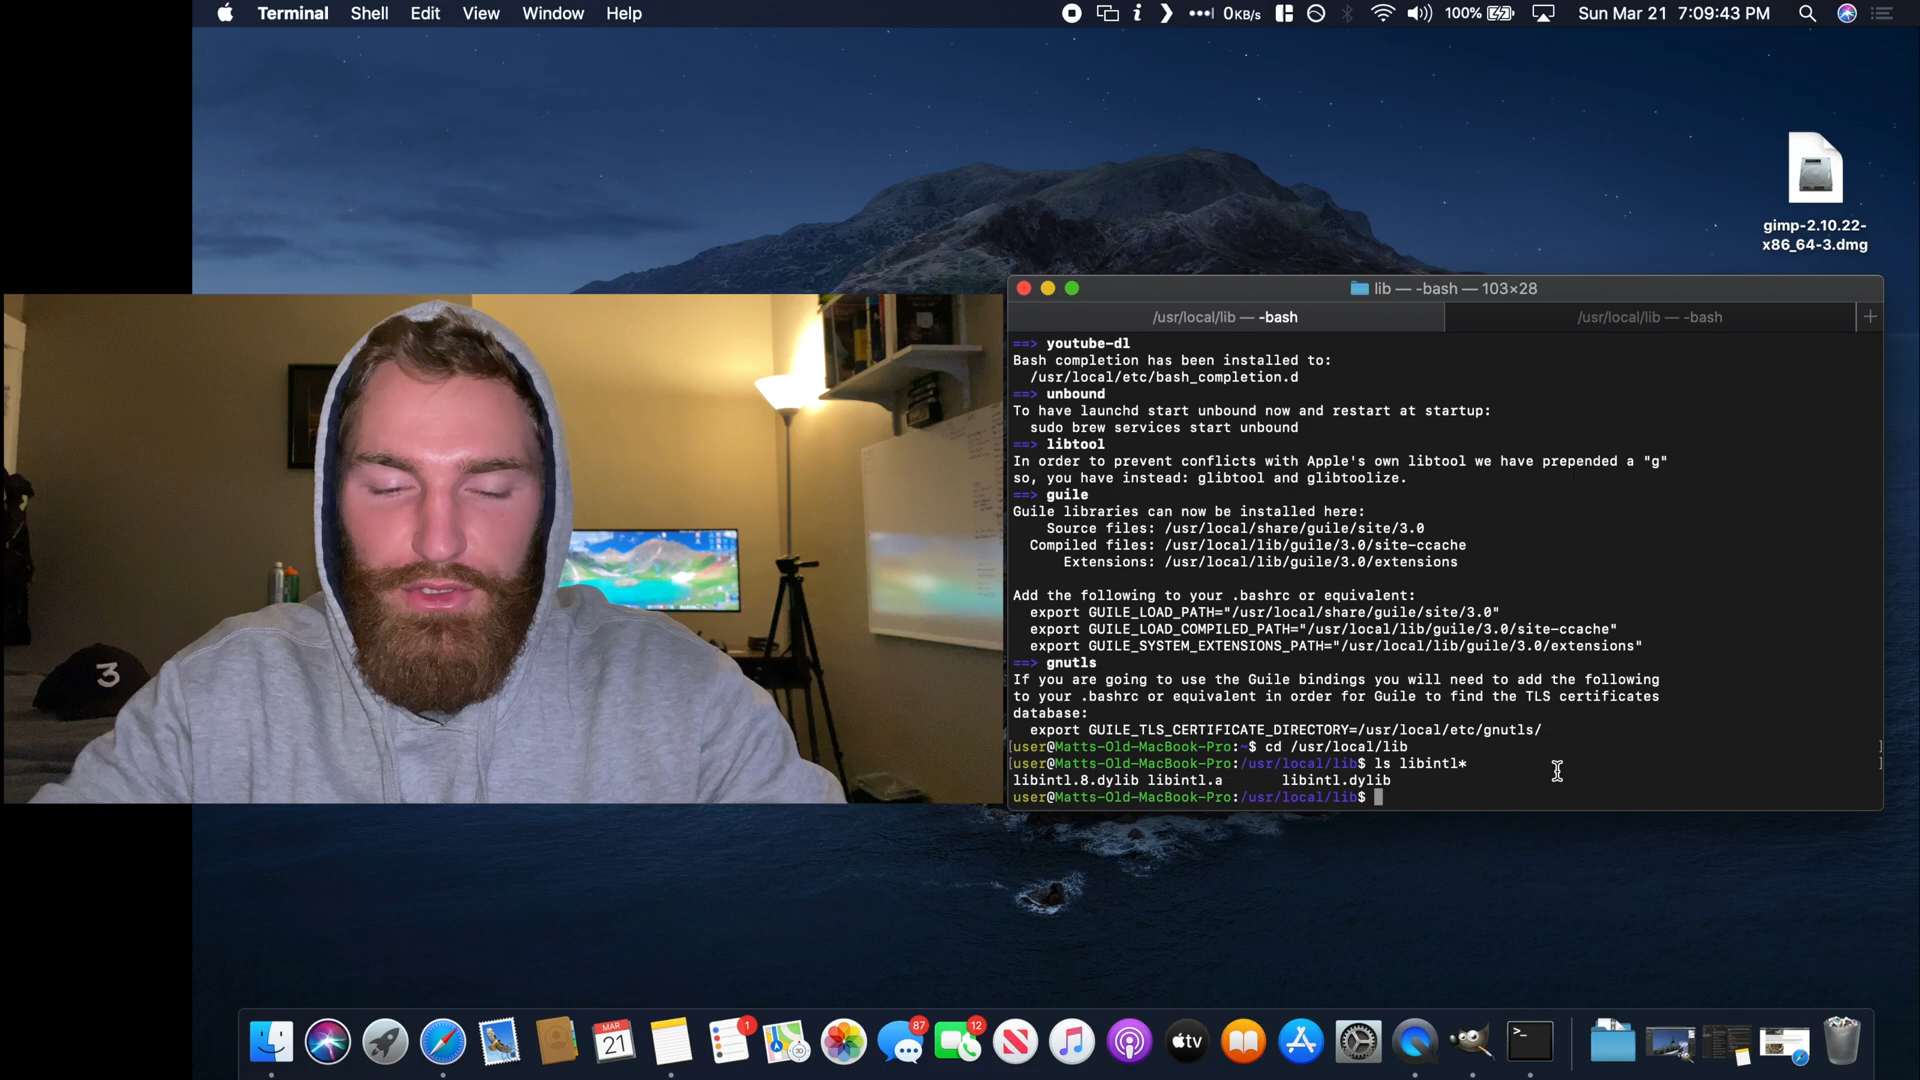 Terminal Shell Edit View Window Help
0KB/s 100% Sun Mar 21 7:09:43 PM
gimp-2.10.22-
x86_64-3.dmg
lib — -bash — 103×28
/usr/local/lib — -bash
/usr/local/lib — -bash
==> youtube-dl
Bash completion has been installed to:
/usr/local/etc/bash_completion.d
==> unbound
To have launchd start unbound now and restart at startup:
sudo brew services start unbound
==> libtool
In order to prevent conflicts with Apple's own libtool we have prepended a "g"
so, you have instead: glibtool and glibtoolize.
==> guile
Guile libraries can now be installed here:
Source files: /usr/local/share/guile/site/3.0
Compiled files: /usr/local/lib/guile/3.0/site-ccache
Extensions: /usr/local/lib/guile/3.0/extensions
Add the following to your .bashrc or equivalent:
export GUILE_LOAD_PATH="/usr/local/share/guile/site/3.0"
export GUILE_LOAD_COMPILED_PATH="/usr/local/lib/guile/3.0/site-ccache"
export GUILE_SYSTEM_EXTENSIONS_PATH="/usr/local/lib/guile/3.0/extensions"
==> gnutls
If you are going to use the Guile bindings you will need to add the following
to your .bashrc or equivalent in order for Guile to find the TLS certificates
database:
export GUILE_TLS_CERTIFICATE_DIRECTORY=/usr/local/etc/gnutls/
[user@Matts-Old-MacBook-Pro:~$ cd /usr/local/lib ]
[user@Matts-Old-MacBook-Pro:/usr/local/lib$ ls libintl* ]
libintl.8.dylib libintl.a libintl.dylib
user@Matts-Old-MacBook-Pro:/usr/local/lib$
3
MAR
21
1
87
12
tv
>_